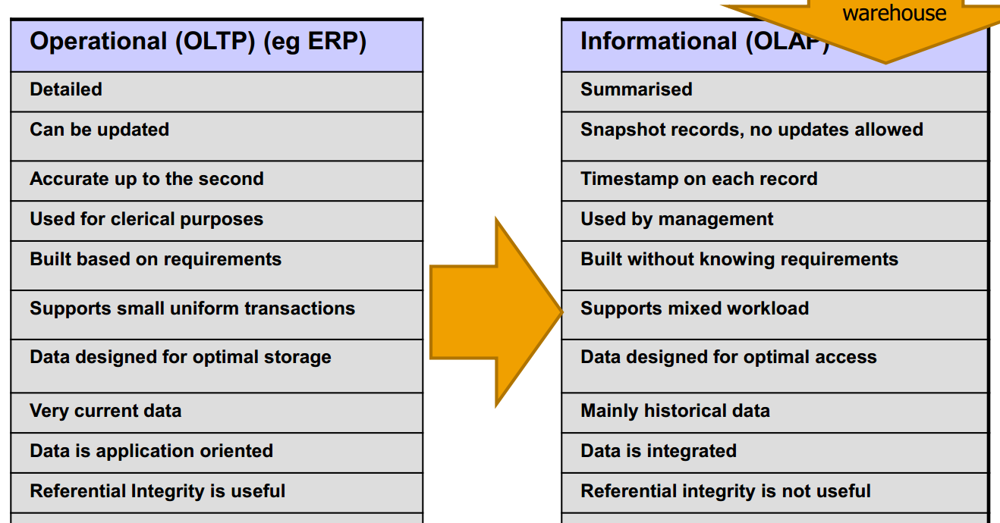 warehouse
Operational (OLTP) (eg ERP)
Informational (OLAP)
Detailed
Summarised
Can be updated
Snapshot records, no updates allowed
Accurate up to the second
Timestamp on each record
Used for clerical purposes
Used by management
Built based on requirements
Built without knowing requirements
Supports small uniform transactions
Supports mixed workload
Data designed for optimal storage
Data designed for optimal access
Very current data
Mainly historical data
Data is application oriented
Data is integrated
Referential Integrity is useful
Referential integrity is not useful